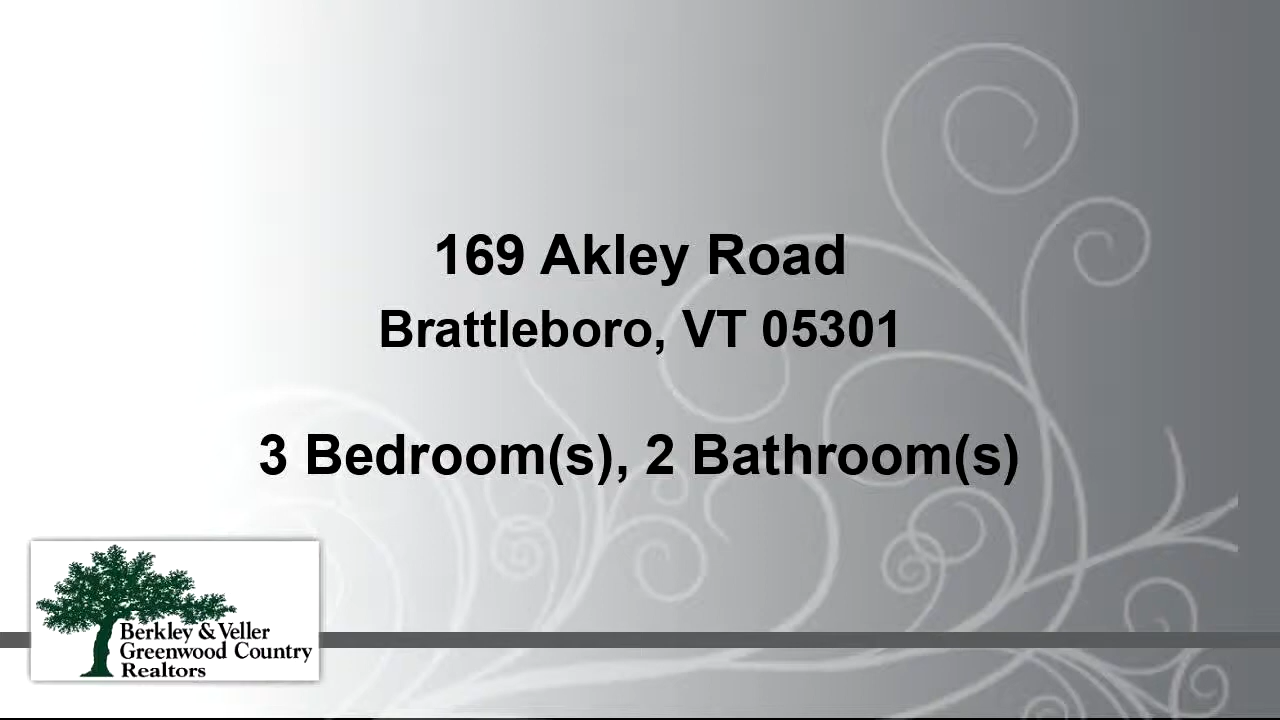 169 Akley Road
Brattleboro, VT 05301
3 Bedroom(s), 2 Bathroom(s)
Berkley & Veller
Greenwood Country
Realtors